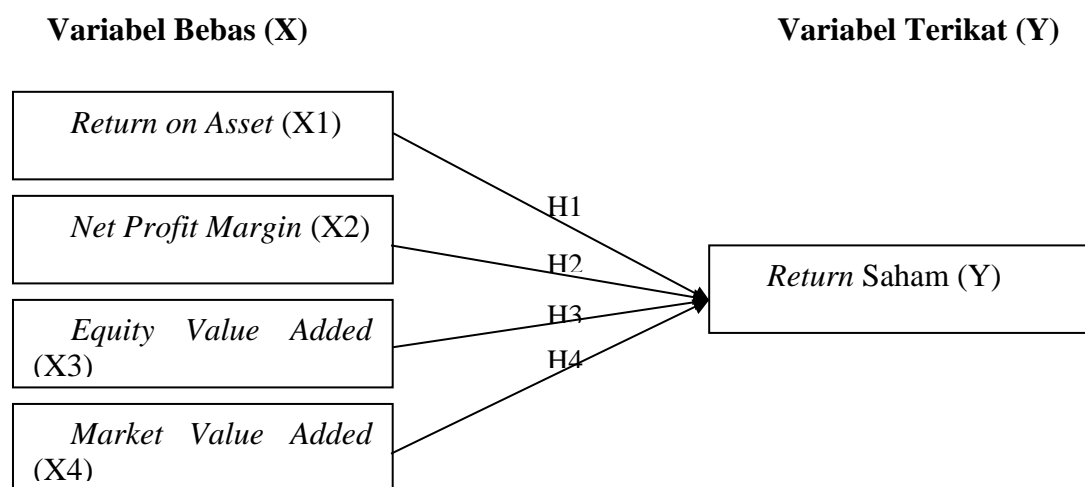 Variabel Bebas (X)
Variabel Terikat (Y)
Return on Asset (X1)
H1
Net Profit Margin (X2)
H2
Return Saham (Y)
Equity Value Added
(X3)
H3
H4
Market Value Added
(X4)